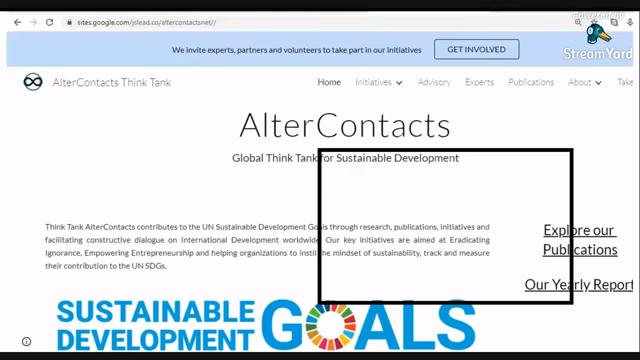 Powered by
StreamYard
sites.google.com/jslead.co/altercontactsnet//
We invite experts, partners and volunteers to take part in our initiatives
GET INVOLVED
AlterContacts Think Tank
Home
Initiatives
Advisory
Experts
Publications
About
Take
AlterContacts
Global Think Tank for Sustainable Development
Think Tank AlterContacts contributes to the UN Sustainable Development Goals through research, publications, initiatives and
facilitating constructive dialogue on International Development worldwide. Our key initiatives are aimed at Eradicating
Ignorance, Empowering Entrepreneurship and helping organizations to instil the mindset of sustainability, track and measure
their contribution to the UN SDGs.
Explore our
Publications
Our Yearly Report
SUSTAINABLE
DEVELOPMENT
GOALS